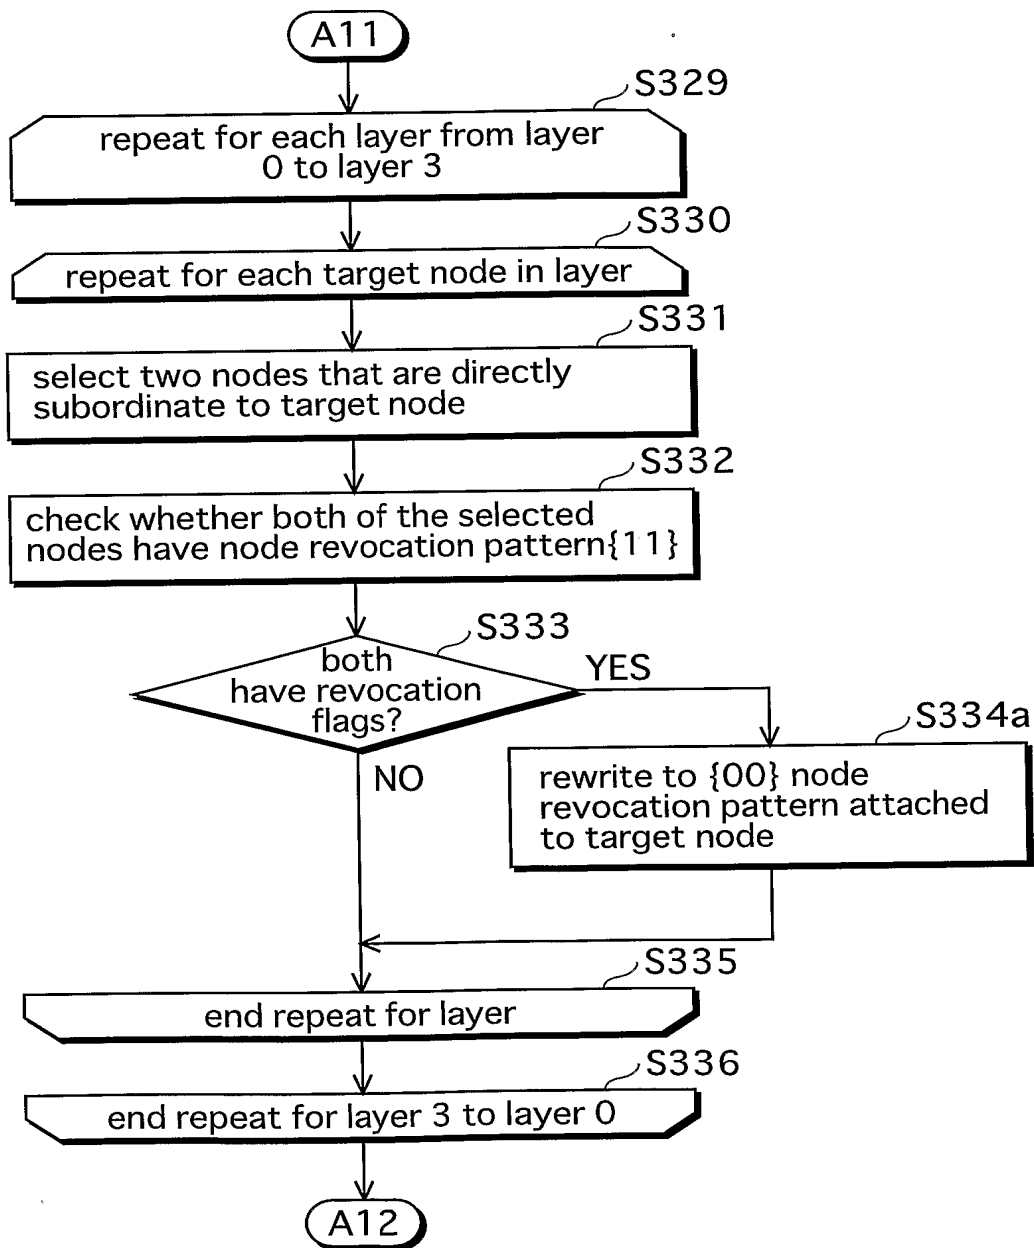 A11
S329
repeat for each layer from layer
0 to layer 3
S330
repeat for each target node in layer
S331
select two nodes that are directly
subordinate to target node
S332
check whether both of the selected
nodes have node revocation pattern{11}
S333
both
have revocation
flags?
YES
NO
S334a
rewrite to {00} node
revocation pattern attached
to target node
S335
end repeat for layer
S336
end repeat for layer 3 to layer 0
A12